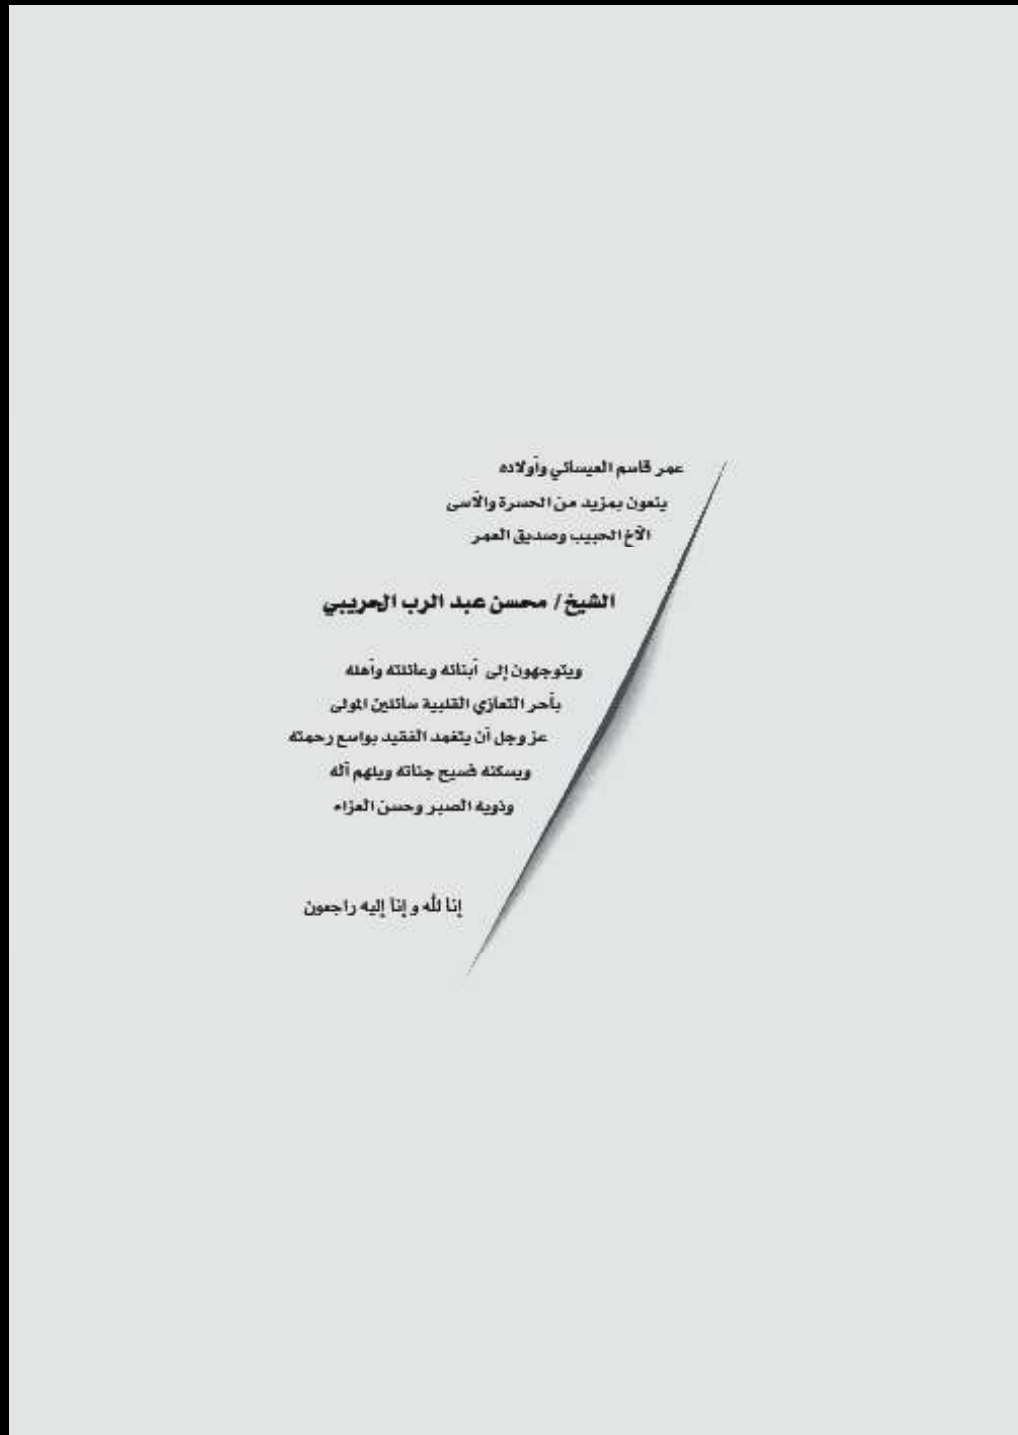 عمر قاسم العيسائي وأولاده
ينعون بمزيد من الحسرة والأسى
الأخ الحبيب وصديق العمر
الشيخ/ محسن عبد الرب الحريبي
ويتوجهون إلى أبنائه وعائلته وأهله
بأحر التعازي القلبية سائلين المولى
عز وجل أن يتغمد الفقيد بواسع رحمته
ويسكنه فسيح جناته ويلهم آله
وذويه الصبر وحسن العزاء
إنا لله و إنا إليه راجعون